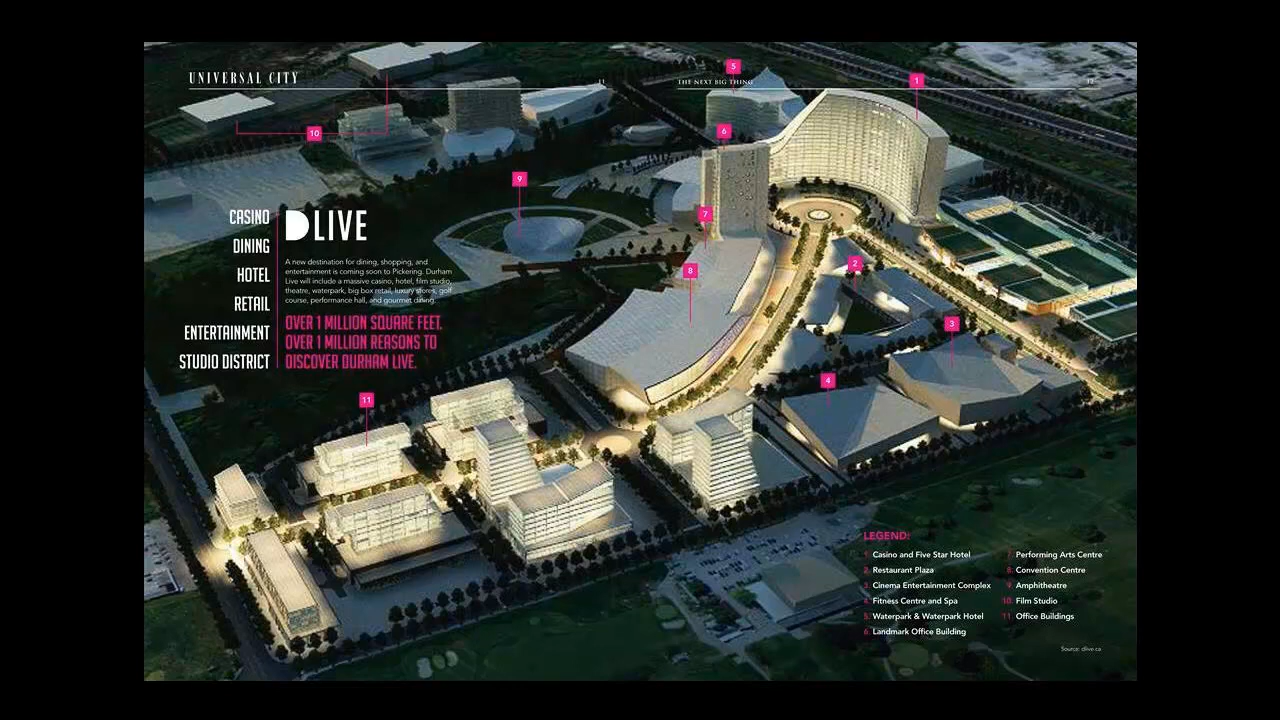 UNIVERSAL CITY
11
THE NEXT BIG THING
12
5
1
10
6
9
7
8
2
3
4
11
CASINO
DINING
HOTEL
RETAIL
ENTERTAINMENT
STUDIO DISTRICT
DLIVE
A new destination for dining, shopping, and
entertainment is coming soon to Pickering. Durham
Live will include a massive casino, hotel, film studio,
theatre, waterpark, big box retail, luxury stores, golf
course, performance hall, and gourmet dining.
OVER 1 MILLION SQUARE FEET.
OVER 1 MILLION REASONS TO
DISCOVER DURHAM LIVE.
LEGEND:
1. Casino and Five Star Hotel
2. Restaurant Plaza
3. Cinema Entertainment Complex
4. Fitness Centre and Spa
5. Waterpark & Waterpark Hotel
6. Landmark Office Building
7. Performing Arts Centre
8. Convention Centre
9. Amphitheatre
10. Film Studio
11. Office Buildings
Source: dlive.ca